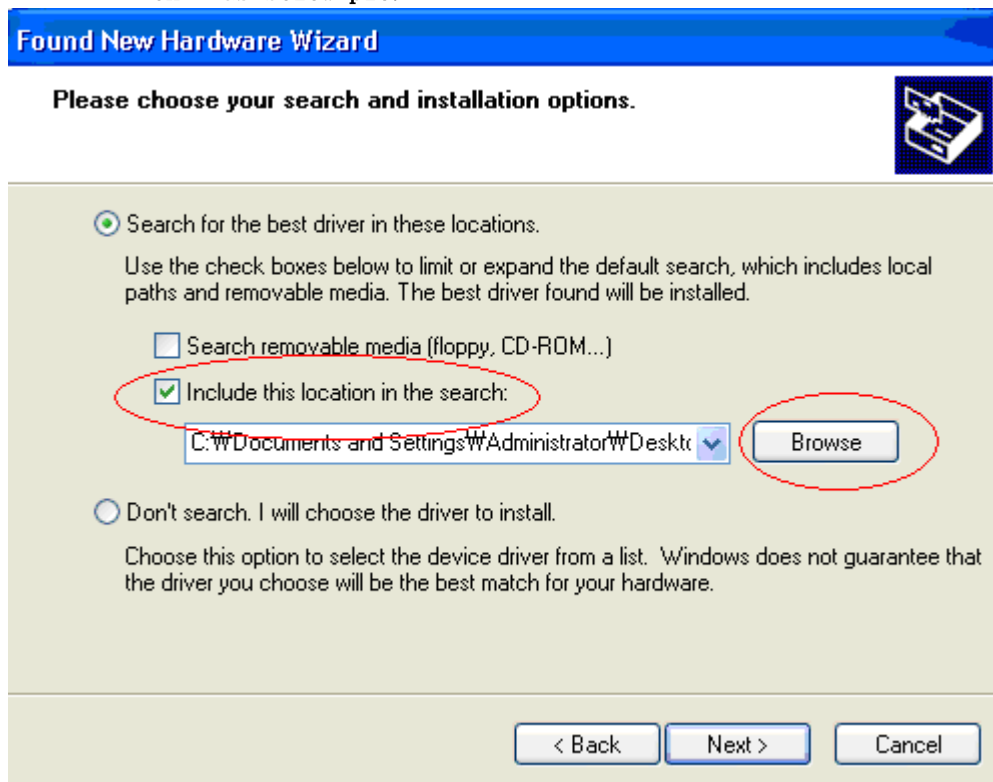 Found New Hardware Wizard
Please choose your search and installation options.
Search for the best driver in these locations.
Use the check boxes below to limit or expand the default search, which includes local
paths and removable media. The best driver found will be installed.
Search removable media (floppy, CD-ROM...)
Include this location in the search:
C:₩Documents and Settings₩Administrator₩Desktc
Browse
Don't search. I will choose the driver to install.
Choose this option to select the device driver from a list. Windows does not guarantee that
the driver you choose will be the best match for your hardware.
< Back
Next >
Cancel